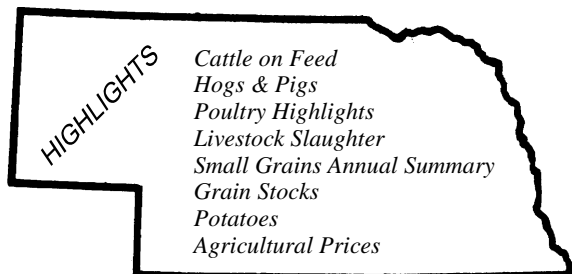 HIGHLIGHTS
Cattle on Feed
Hogs & Pigs
Poultry Highlights
Livestock Slaughter
Small Grains Annual Summary
Grain Stocks
Potatoes
Agricultural Prices